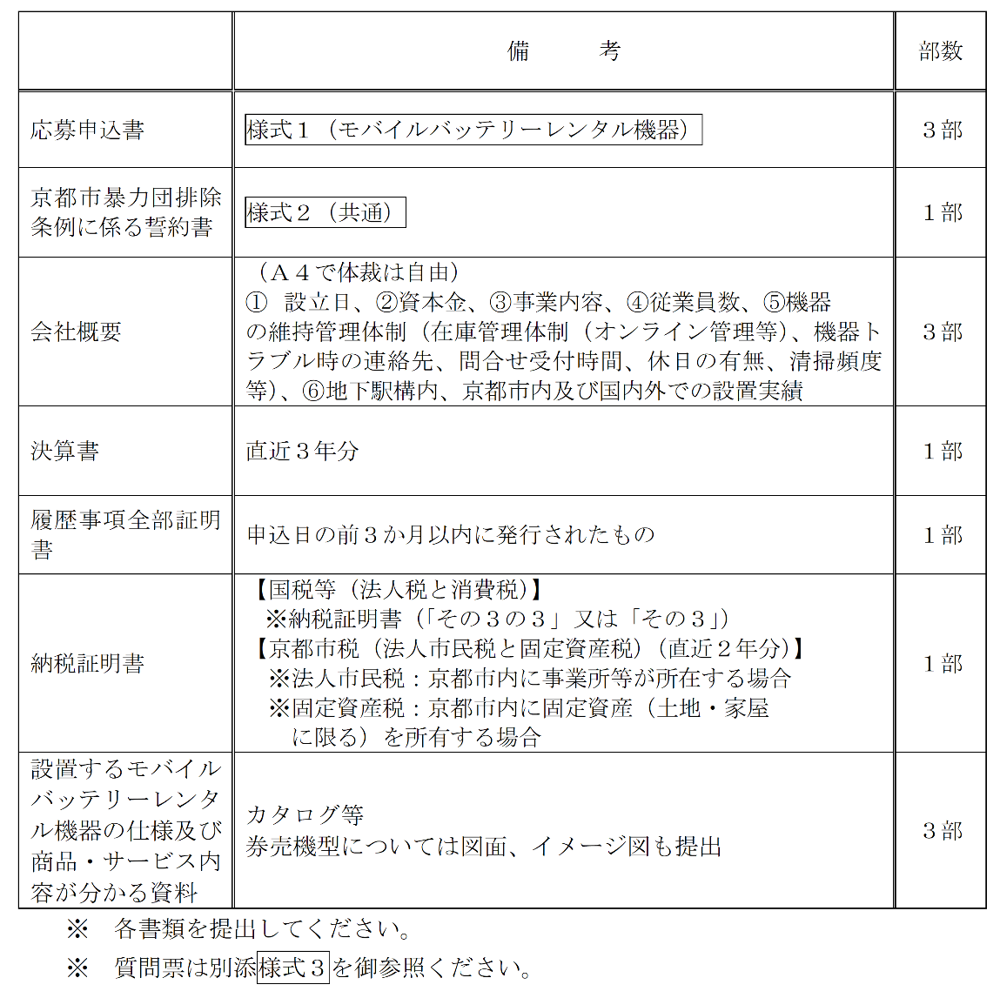 備　　　考
部数
応募申込書
様式１（モバイルバッテリーレンタル機器）
３部
京都市暴力団排除
条例に係る誓約書
様式２（共通）
１部
会社概要
（Ａ４で体裁は自由）
①　設立日、②資本金、③事業内容、④従業員数、⑤機器
の維持管理体制（在庫管理体制（オンライン管理等）、機器ト
ラブル時の連絡先、問合せ受付時間、休日の有無、清掃頻度
等）、⑥地下駅構内、京都市内及び国内外での設置実績
３部
決算書
直近３年分
１部
履歴事項全部証明
書
申込日の前３か月以内に発行されたもの
１部
納税証明書
【国税等（法人税と消費税）】
※納税証明書（「その３の３」又は「その３」）
【京都市税（法人市民税と固定資産税）（直近２年分）】
※法人市民税：京都市内に事業所等が所在する場合
※固定資産税：京都市内に固定資産（土地・家屋
に限る）を所有する場合
１部
設置するモバイル
バッテリーレンタ
ル機器の仕様及び
商品・サービス内
容が分かる資料
カタログ等
券売機型については図面、イメージ図も提出
３部
※　各書類を提出してください。
※　質問票は別添様式３を御参照ください。